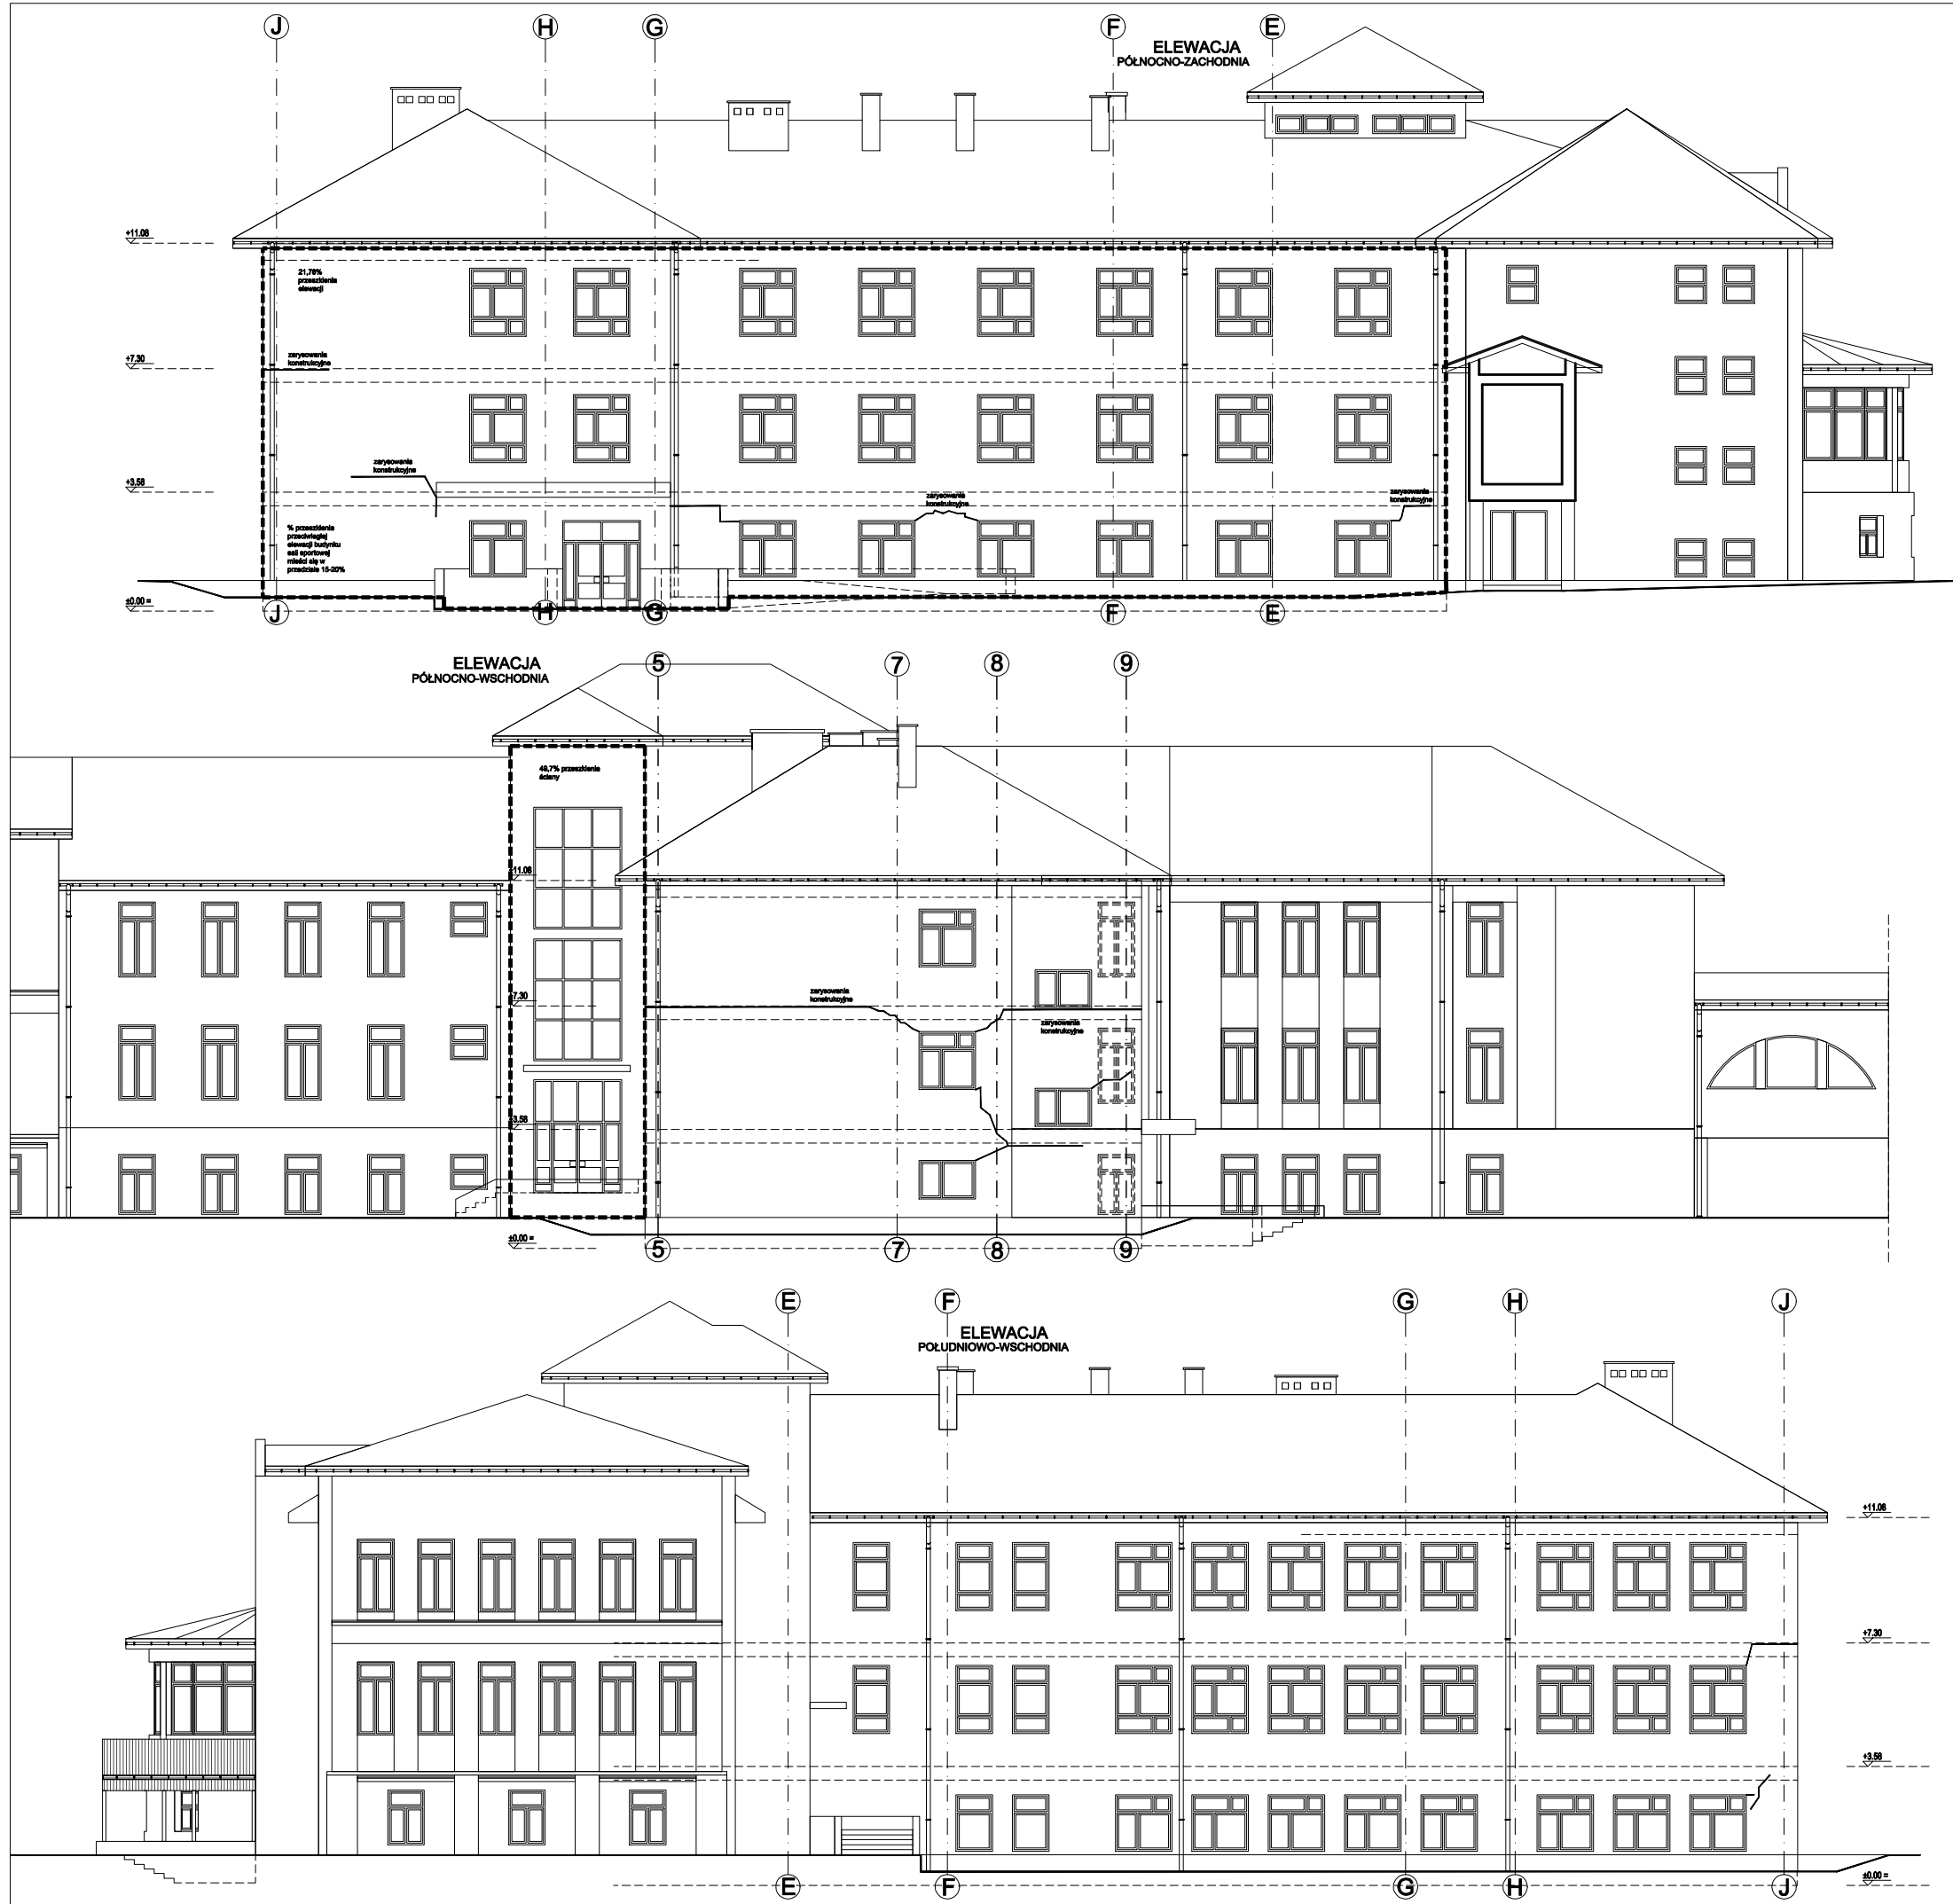 J H G F E
ELEWACJA
PÓŁNOCNO-ZACHODNIA
+11.08
21,78%
przeszklenia
elewacji
+7.30
zarysowania
konstrukcyjne
zarysowania
konstrukcyjne
+3.58
zarysowania
konstrukcyjne
zarysowania
konstrukcyjne
% przeszklenia
przeciwległej
elewacji budynku
sali sportowej
mieści się w
przedziale 15-20%
±0.00 =
J H G F E
ELEWACJA
PÓŁNOCNO-WSCHODNIA
5 7 8 9
49,7% przeszklenia
ściany
11.08
7.30
zarysowania
konstrukcyjne
zarysowania
konstrukcyjne
3.58
±0.00 =
5 7 8 9
E F G H J
ELEWACJA
POŁUDNIOWO-WSCHODNIA
+11.08
+7.30
+3.58
±0.00 =
E F G H J